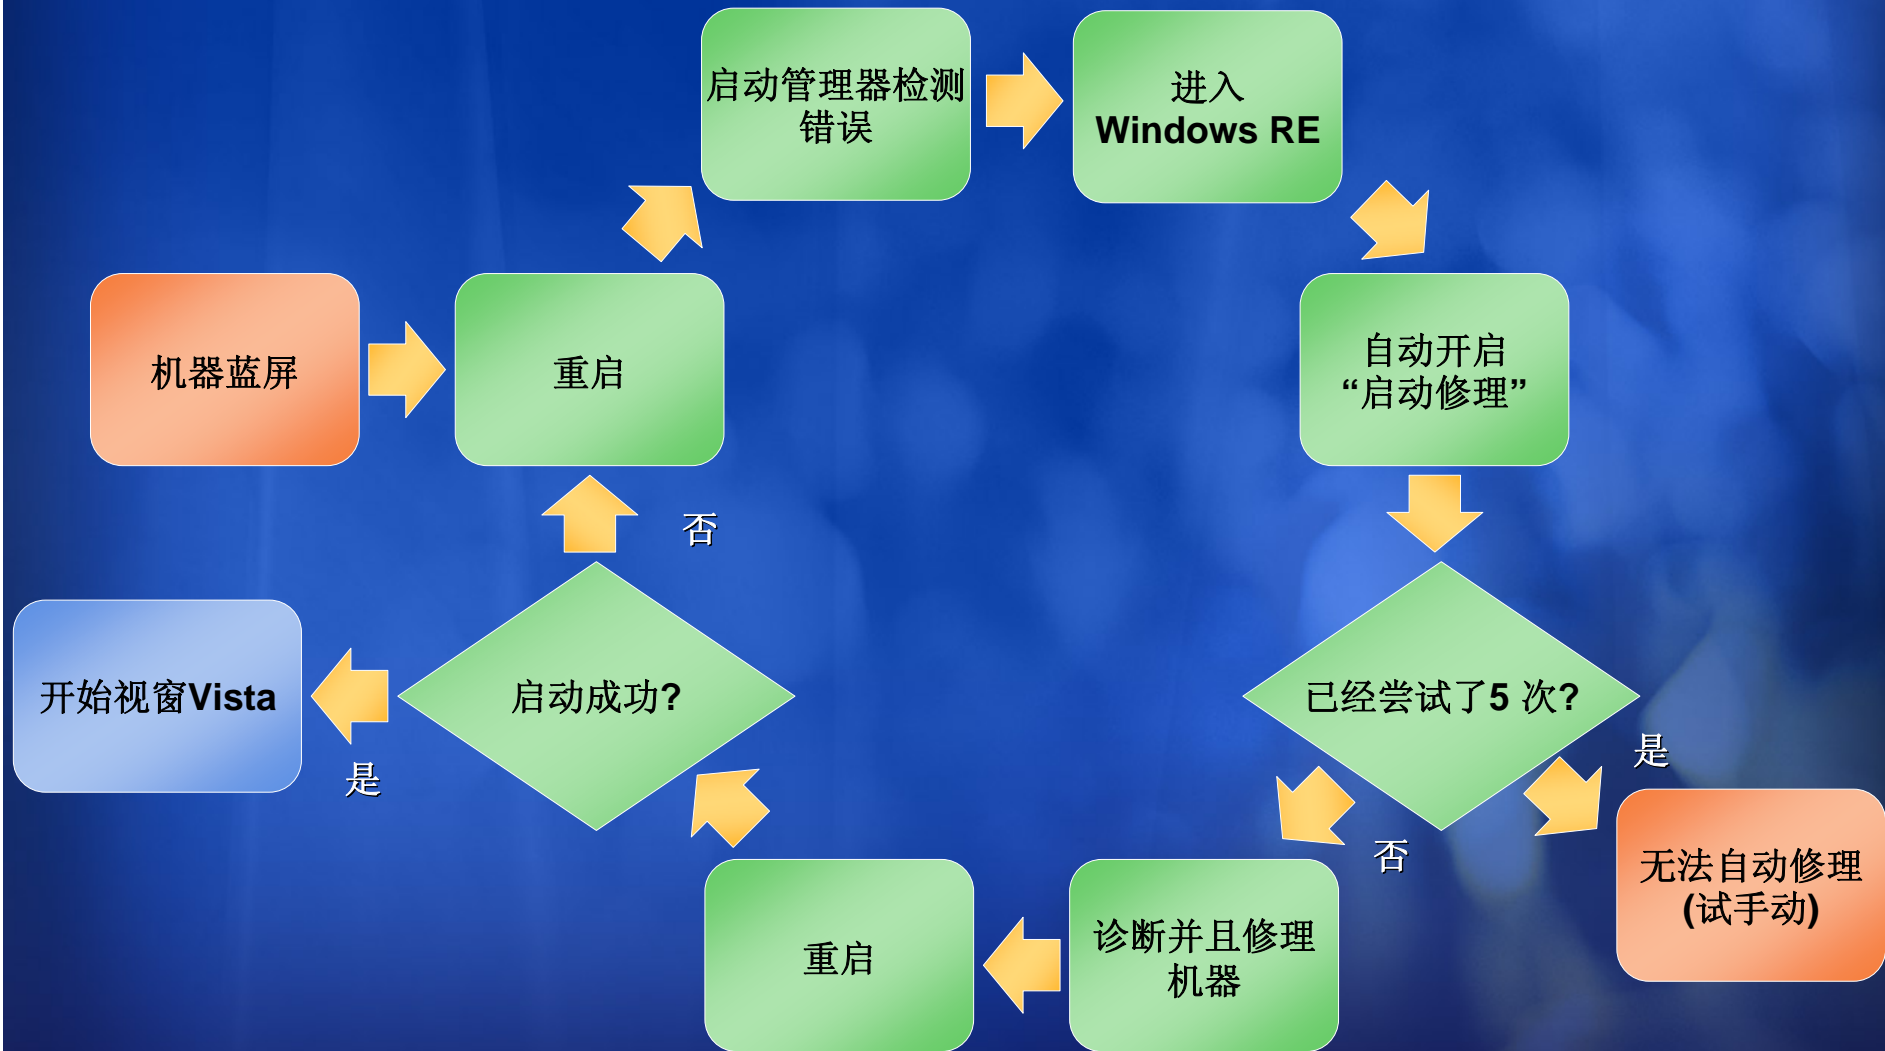 启动管理器检测
错误
进入
Windows RE
机器蓝屏
重启
自动开启
“启动修理”
否
开始视窗Vista
启动成功?
已经尝试了5 次?
是
是
否
无法自动修理
(试手动)
重启
诊断并且修理
机器